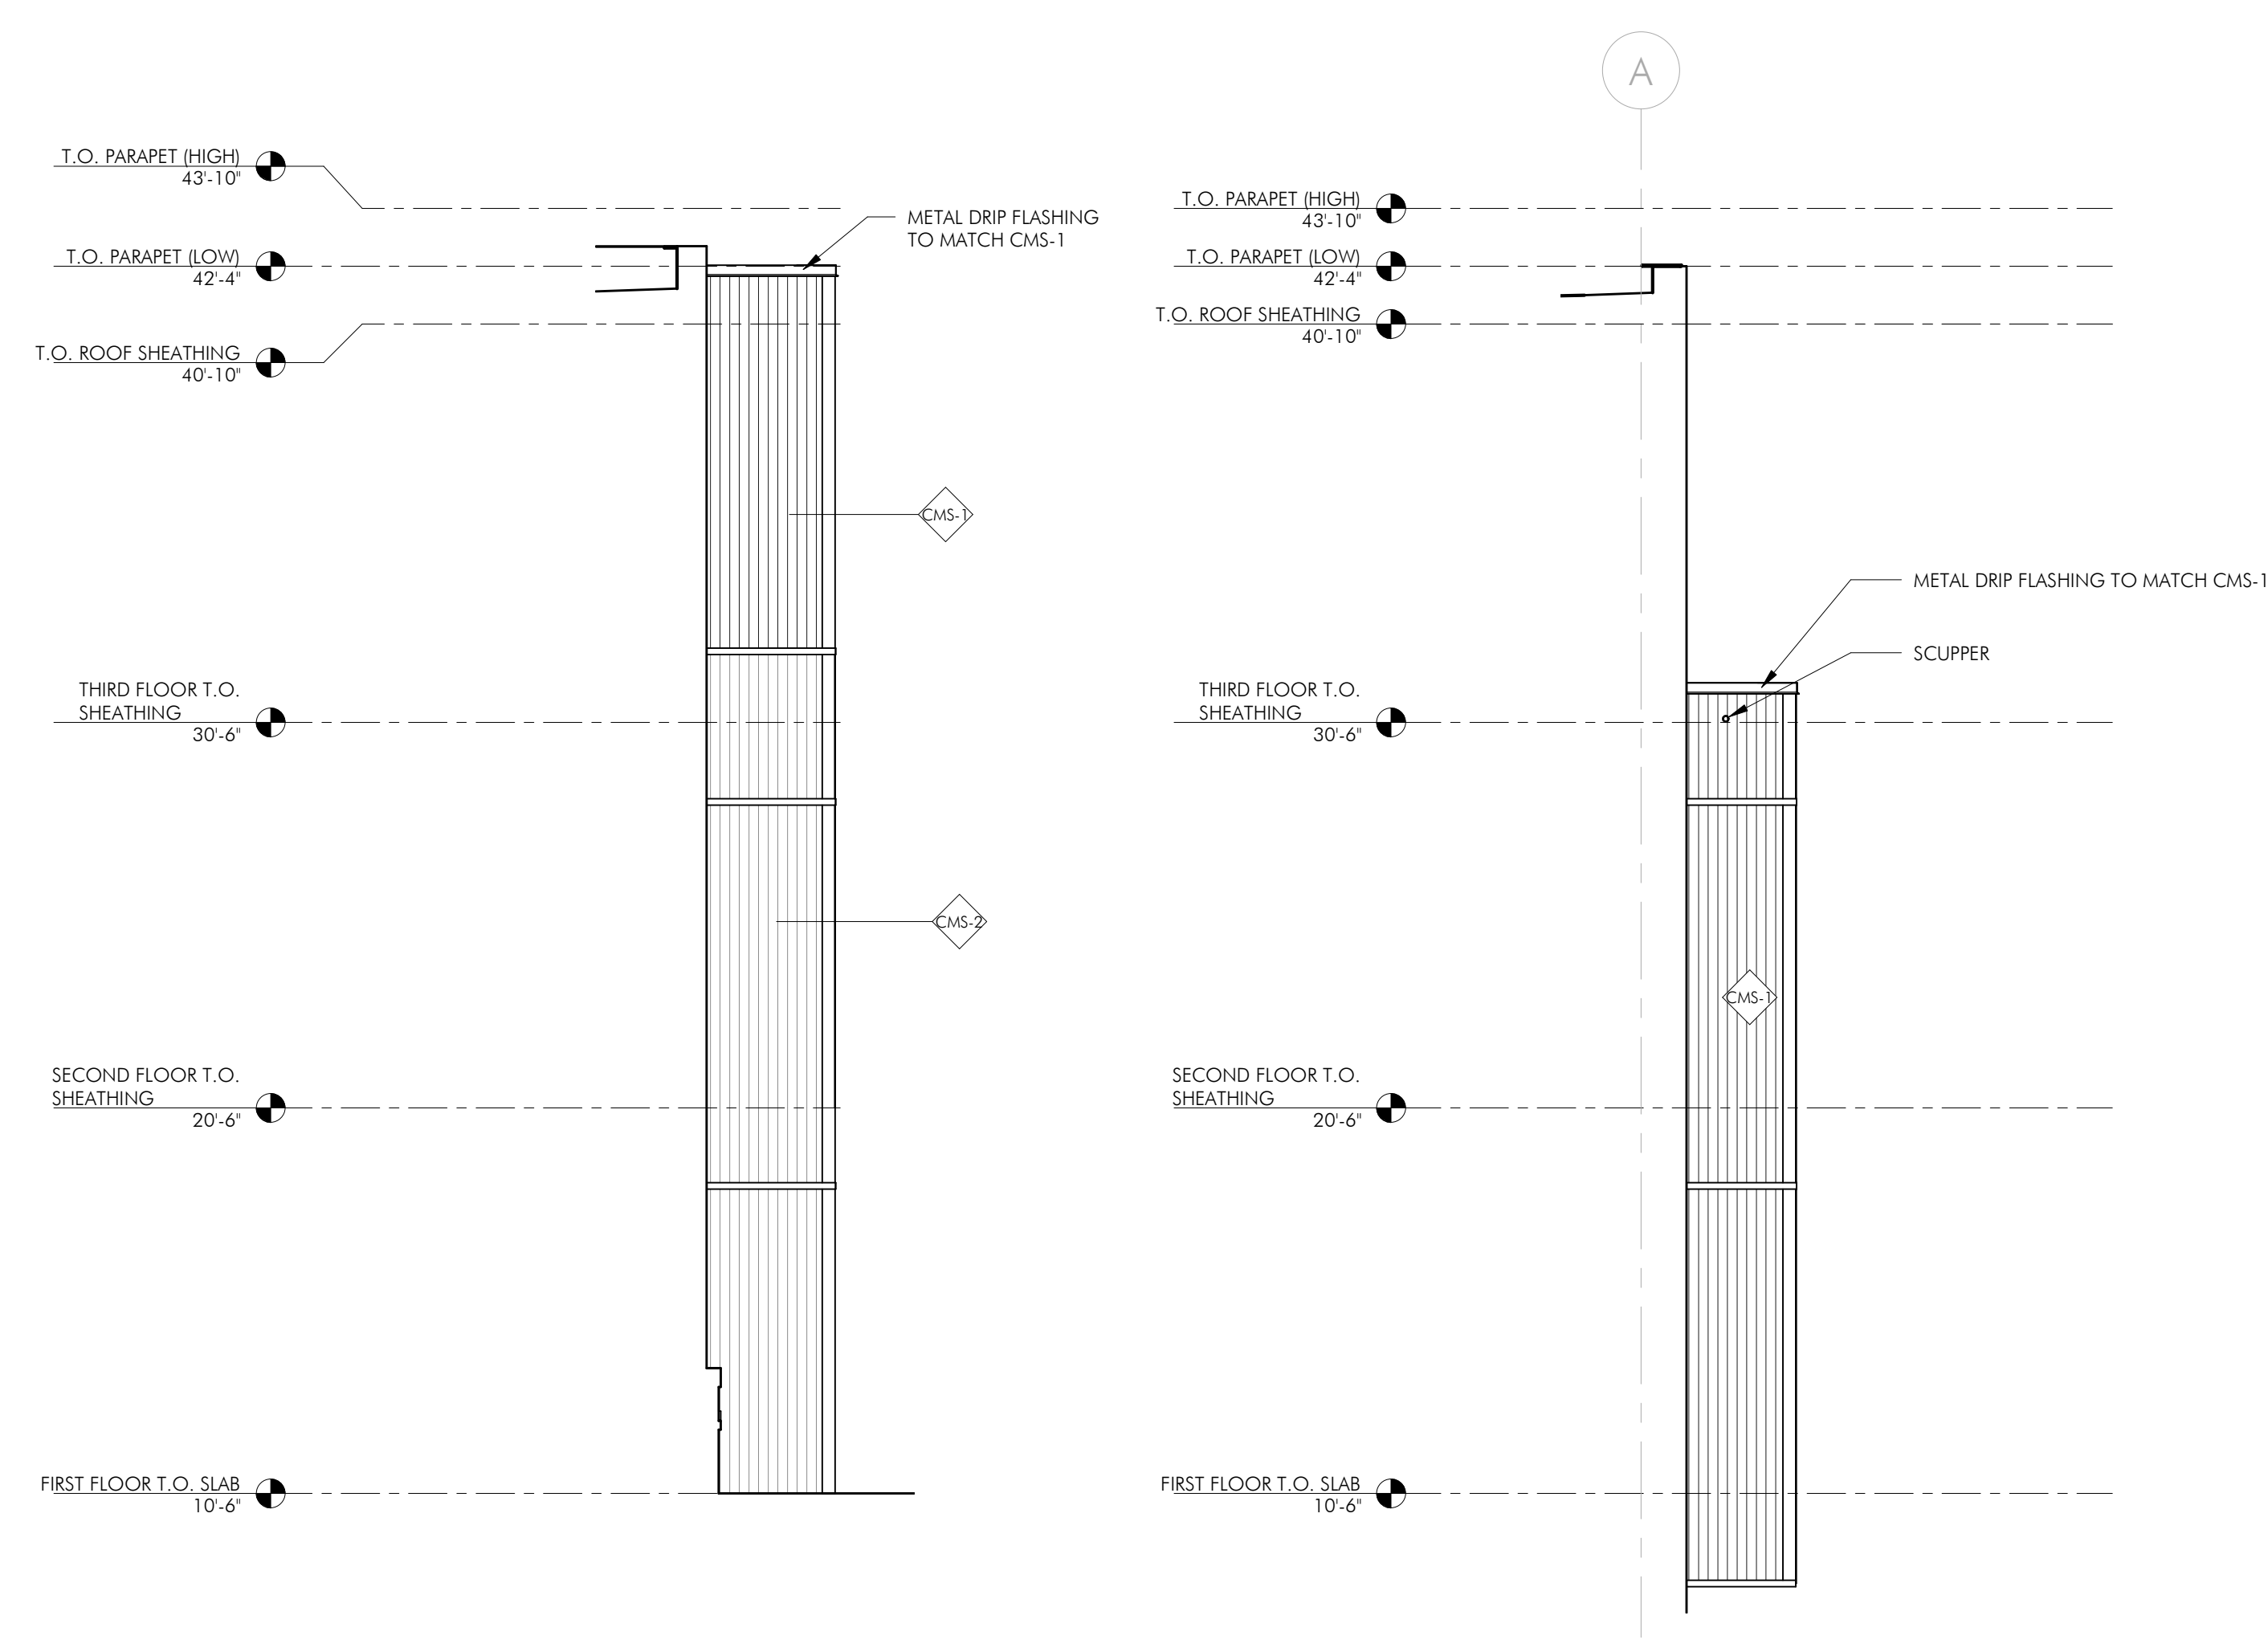 A
T.O. PARAPET (HIGH)
43'-10"
T.O. PARAPET (LOW)
42'-4"
T.O. ROOF SHEATHING
40'-10"
METAL DRIP FLASHING
TO MATCH CMS-1
CMS-1
THIRD FLOOR T.O.
SHEATHING
30'-6"
CMS-2
SECOND FLOOR T.O.
SHEATHING
20'-6"
FIRST FLOOR T.O. SLAB
10'-6"
T.O. PARAPET (HIGH)
43'-10"
T.O. PARAPET (LOW)
42'-4"
T.O. ROOF SHEATHING
40'-10"
METAL DRIP FLASHING TO MATCH CMS-1
SCUPPER
THIRD FLOOR T.O.
SHEATHING
30'-6"
CMS-1
SECOND FLOOR T.O.
SHEATHING
20'-6"
FIRST FLOOR T.O. SLAB
10'-6"